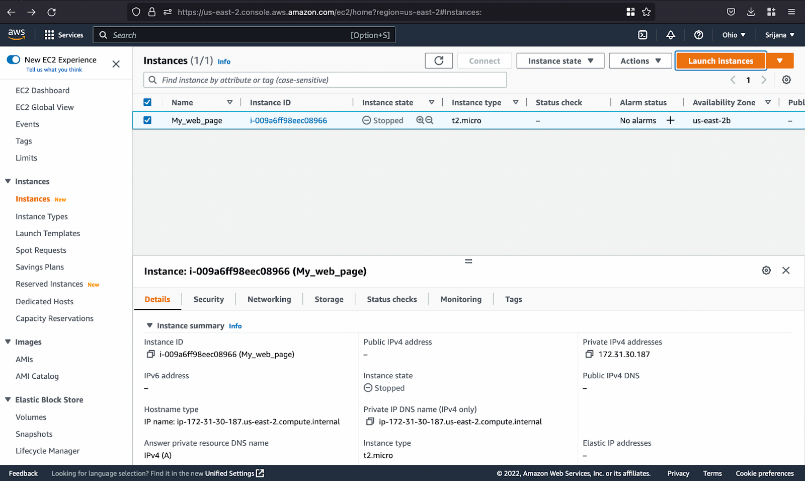 https://us-east-2.console.aws.amazon.com/ec2/home?region=us-east-2#Instances:
aws Services Search [Option+S] Ohio Srijana
New EC2 Experience
Tell us what you think
EC2 Dashboard
EC2 Global View
Events
Tags
Limits
Instances
Instances New
Instance Types
Launch Templates
Spot Requests
Savings Plans
Reserved Instances New
Dedicated Hosts
Capacity Reservations
Images
AMIs
AMI Catalog
Elastic Block Store
Volumes
Snapshots
Lifecycle Manager
Instances (1/1) Info
Connect Instance state Actions Launch instances
Find instance by attribute or tag (case-sensitive) 1
Name Instance ID Instance state Instance type Status check Alarm status Availability Zone Publ
My_web_page i-009a6ff98eec08966 Stopped t2.micro – No alarms + us-east-2b –
Instance: i-009a6ff98eec08966 (My_web_page)
Details Security Networking Storage Status checks Monitoring Tags
Instance summary Info
Instance ID Public IPv4 address Private IPv4 addresses
i-009a6ff98eec08966 (My_web_page) – 172.31.30.187
IPv6 address Instance state Public IPv4 DNS
– Stopped –
Hostname type Private IP DNS name (IPv4 only)
IP name: ip-172-31-30-187.us-east-2.compute.internal ip-172-31-30-187.us-east-2.compute.internal
Answer private resource DNS name Instance type Elastic IP addresses
IPv4 (A) t2.micro –
Feedback Looking for language selection? Find it in the new Unified Settings © 2022, Amazon Web Services, Inc. or its affiliates. Privacy Terms Cookie preferences